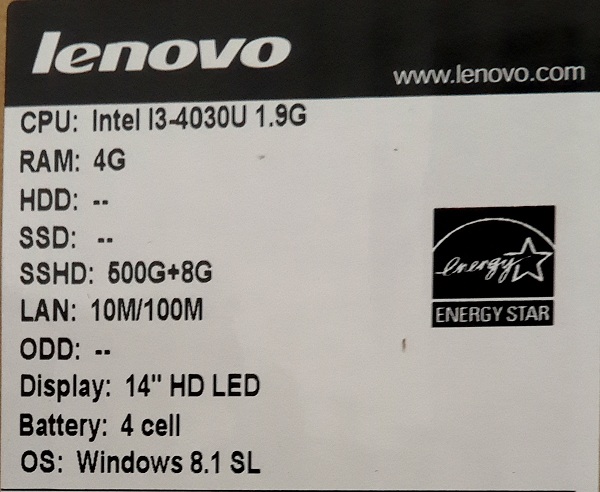 lenovo
www.lenovo.com
CPU: Intel I3-4030U 1.9G
RAM: 4G
HDD: --
SSD: --
SSHD: 500G+8G
LAN: 10M/100M
ODD: --
Display: 14" HD LED
Battery: 4 cell
OS: Windows 8.1 SL
energy
ENERGY STAR